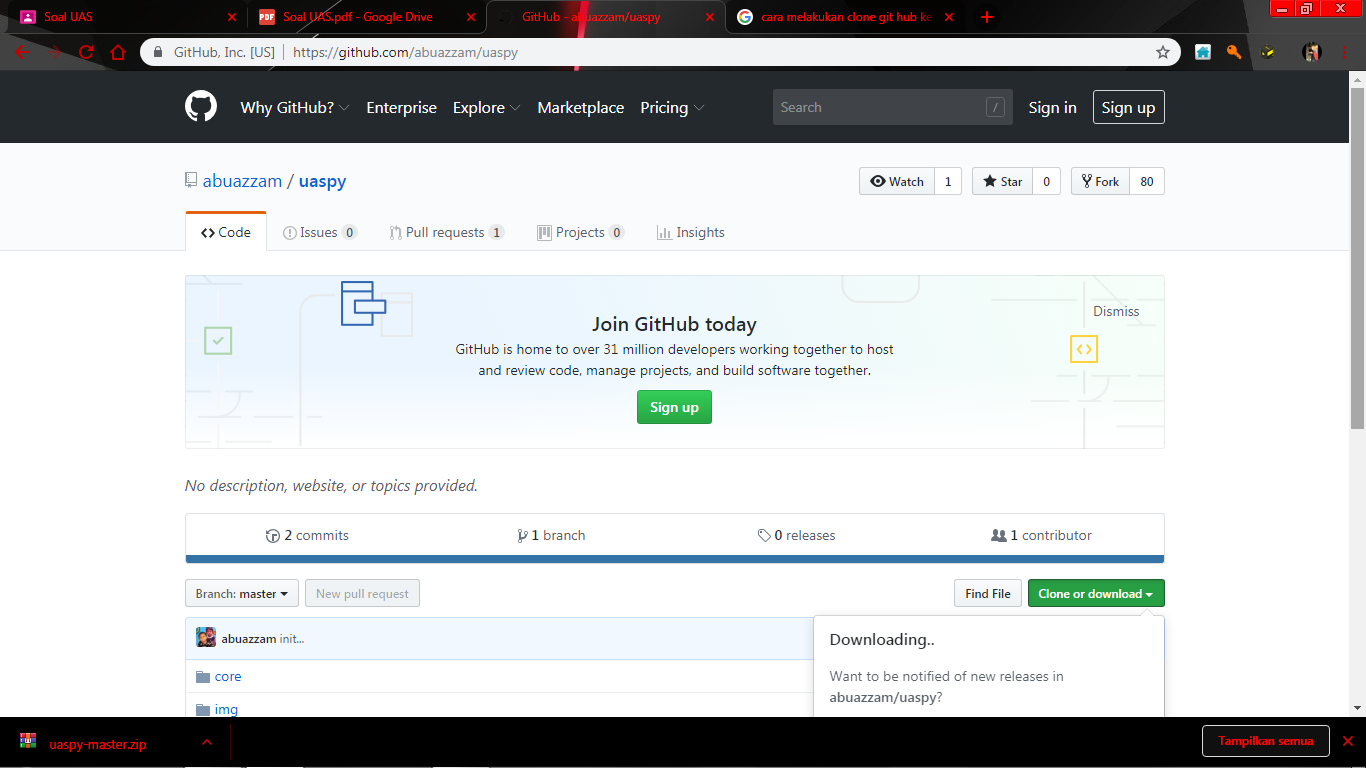 Soal UAS
Soal UAS.pdf - Google Drive
GitHub - abuazzam/uaspy
cara melakukan clone git hub ke
GitHub, Inc. [US] | https://github.com/abuazzam/uaspy
Why GitHub? Enterprise Explore Marketplace Pricing Search / Sign in Sign up
abuazzam / uaspy
Watch 1 Star 0 Fork 80
Code Issues 0 Pull requests 1 Projects 0 Insights
Dismiss
Join GitHub today
GitHub is home to over 31 million developers working together to host
and review code, manage projects, and build software together.
Sign up
No description, website, or topics provided.
2 commits 1 branch 0 releases 1 contributor
Branch: master New pull request Find File Clone or download
abuazzam init...
core
img
Downloading..
Want to be notified of new releases in
abuazzam/uaspy?
PDF
uaspy-master.zip
Tampilkan semua